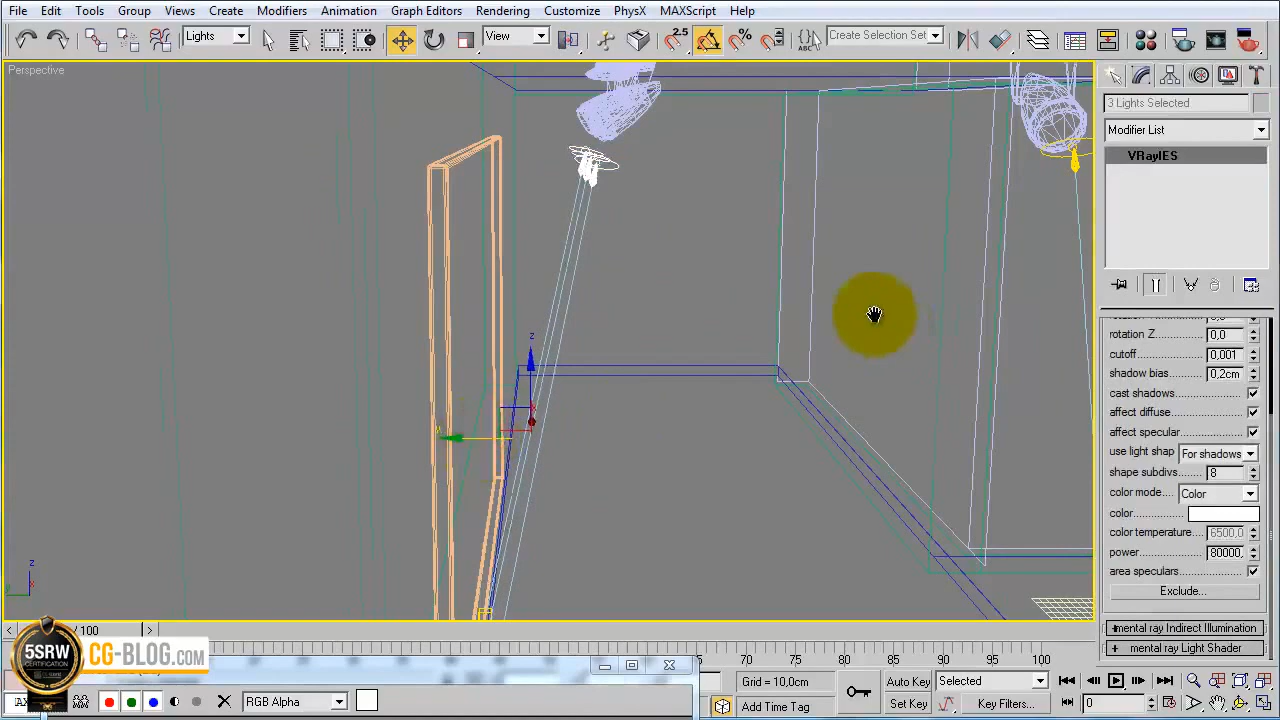 File Edit Tools Group Views Create Modifiers Animation Graph Editors Rendering Customize PhysX MAXScript Help
Lights View 2.5 Create Selection Set
Perspective
3 Lights Selected
Modifier List
VRayIES
rotation Z. 0,0
cutoff 0,001
shadow bias 0,2cm
cast shadows
affect diffuse
affect specular
use light shap For shadows
shape subdivs 8
color mode Color
color
color temperature 6500,0
power 80000,
area speculars
Exclude...
mental ray Indirect Illumination
+ mental ray Light Shader
z
z
y
/ 100
75 80 85 90 95 100
5SRW
CERTIFICATION
CG-BLOG.COM
RGB Alpha
rid = 10,0cm
dd Time Tag
Auto Key Selected
Set Key Key Filters...
0